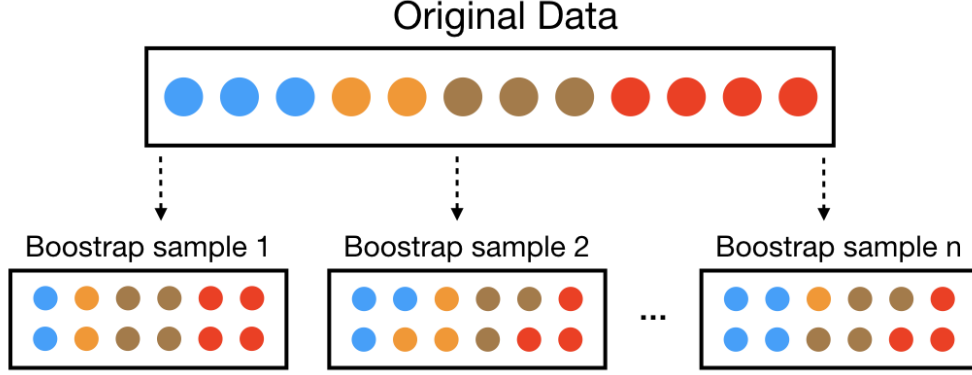 Original Data
Boostrap sample 1
Boostrap sample 2
...
Boostrap sample n